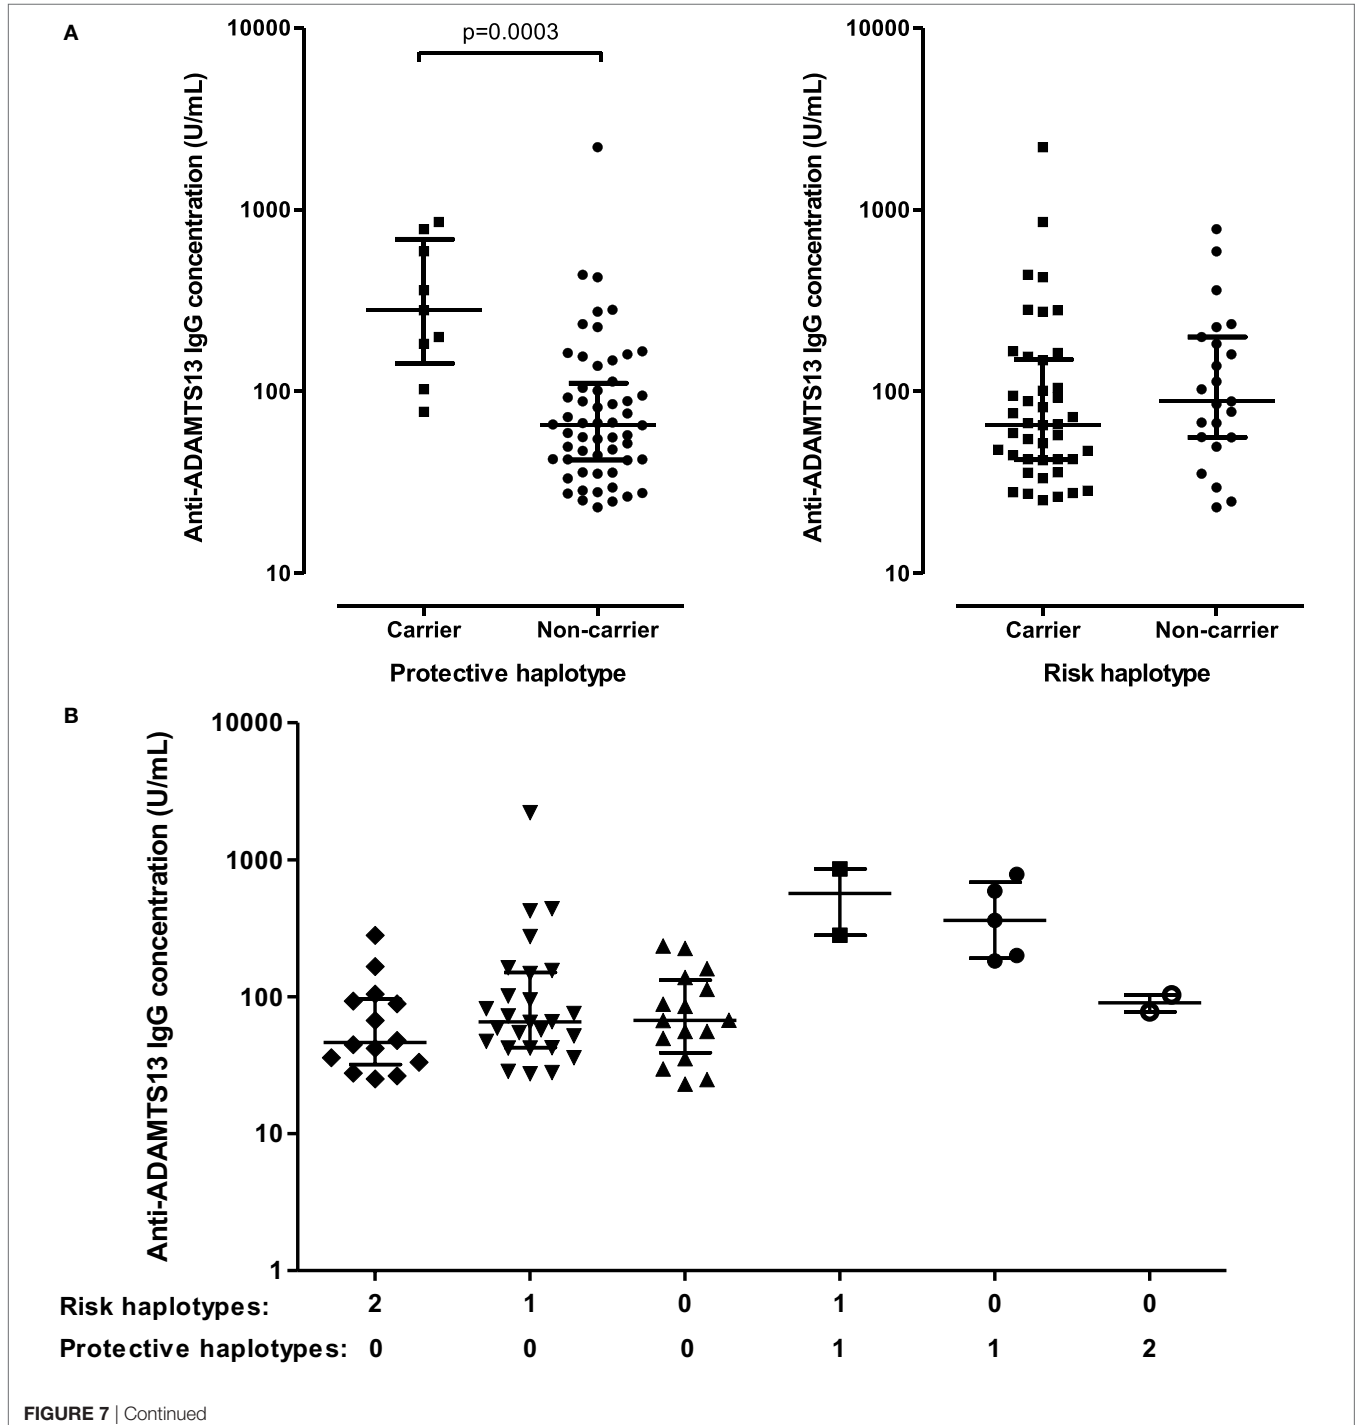 A
p=0.0003
Anti-ADAMTS13 IgG concentration (U/mL)
10000
1000
100
10
Carrier Non-carrier
Protective haplotype
Anti-ADAMTS13 IgG concentration (U/mL)
10000
1000
100
10
Carrier Non-carrier
Risk haplotype
B
Anti-ADAMTS13 IgG concentration (U/mL)
10000
1000
100
10
1
Risk haplotypes: 2 1 0 1 0 0
Protective haplotypes: 0 0 0 1 1 2
FIGURE 7 | Continued